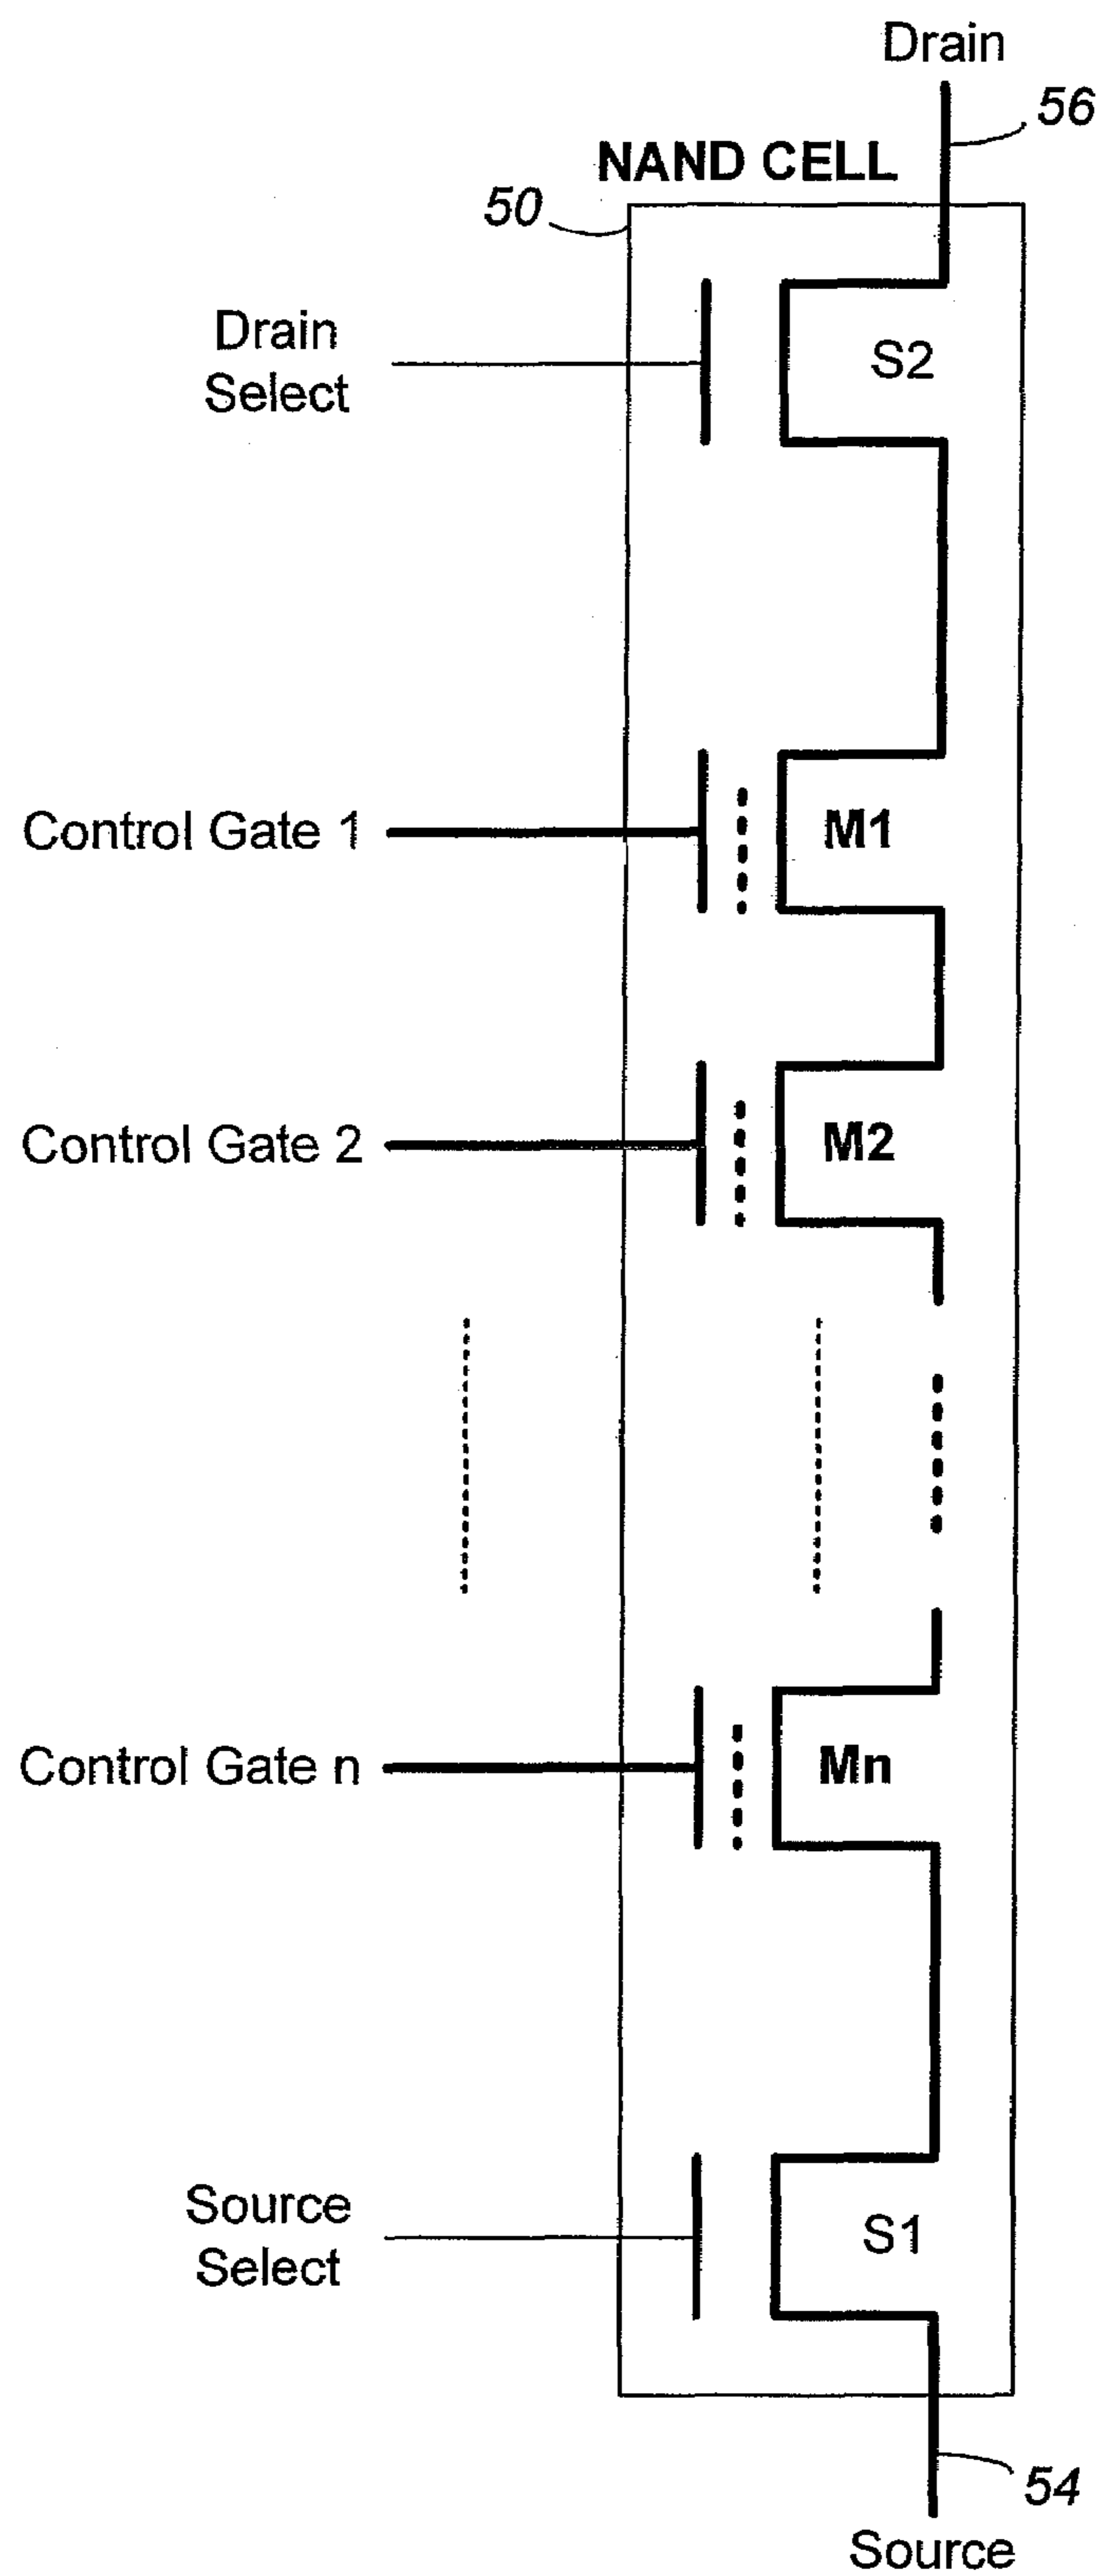 Drain
56
NAND CELL
50
Drain
Select
S2
Control Gate 1
M1
Control Gate 2
M2
Control Gate n
Mn
Source
Select
S1
54
Source